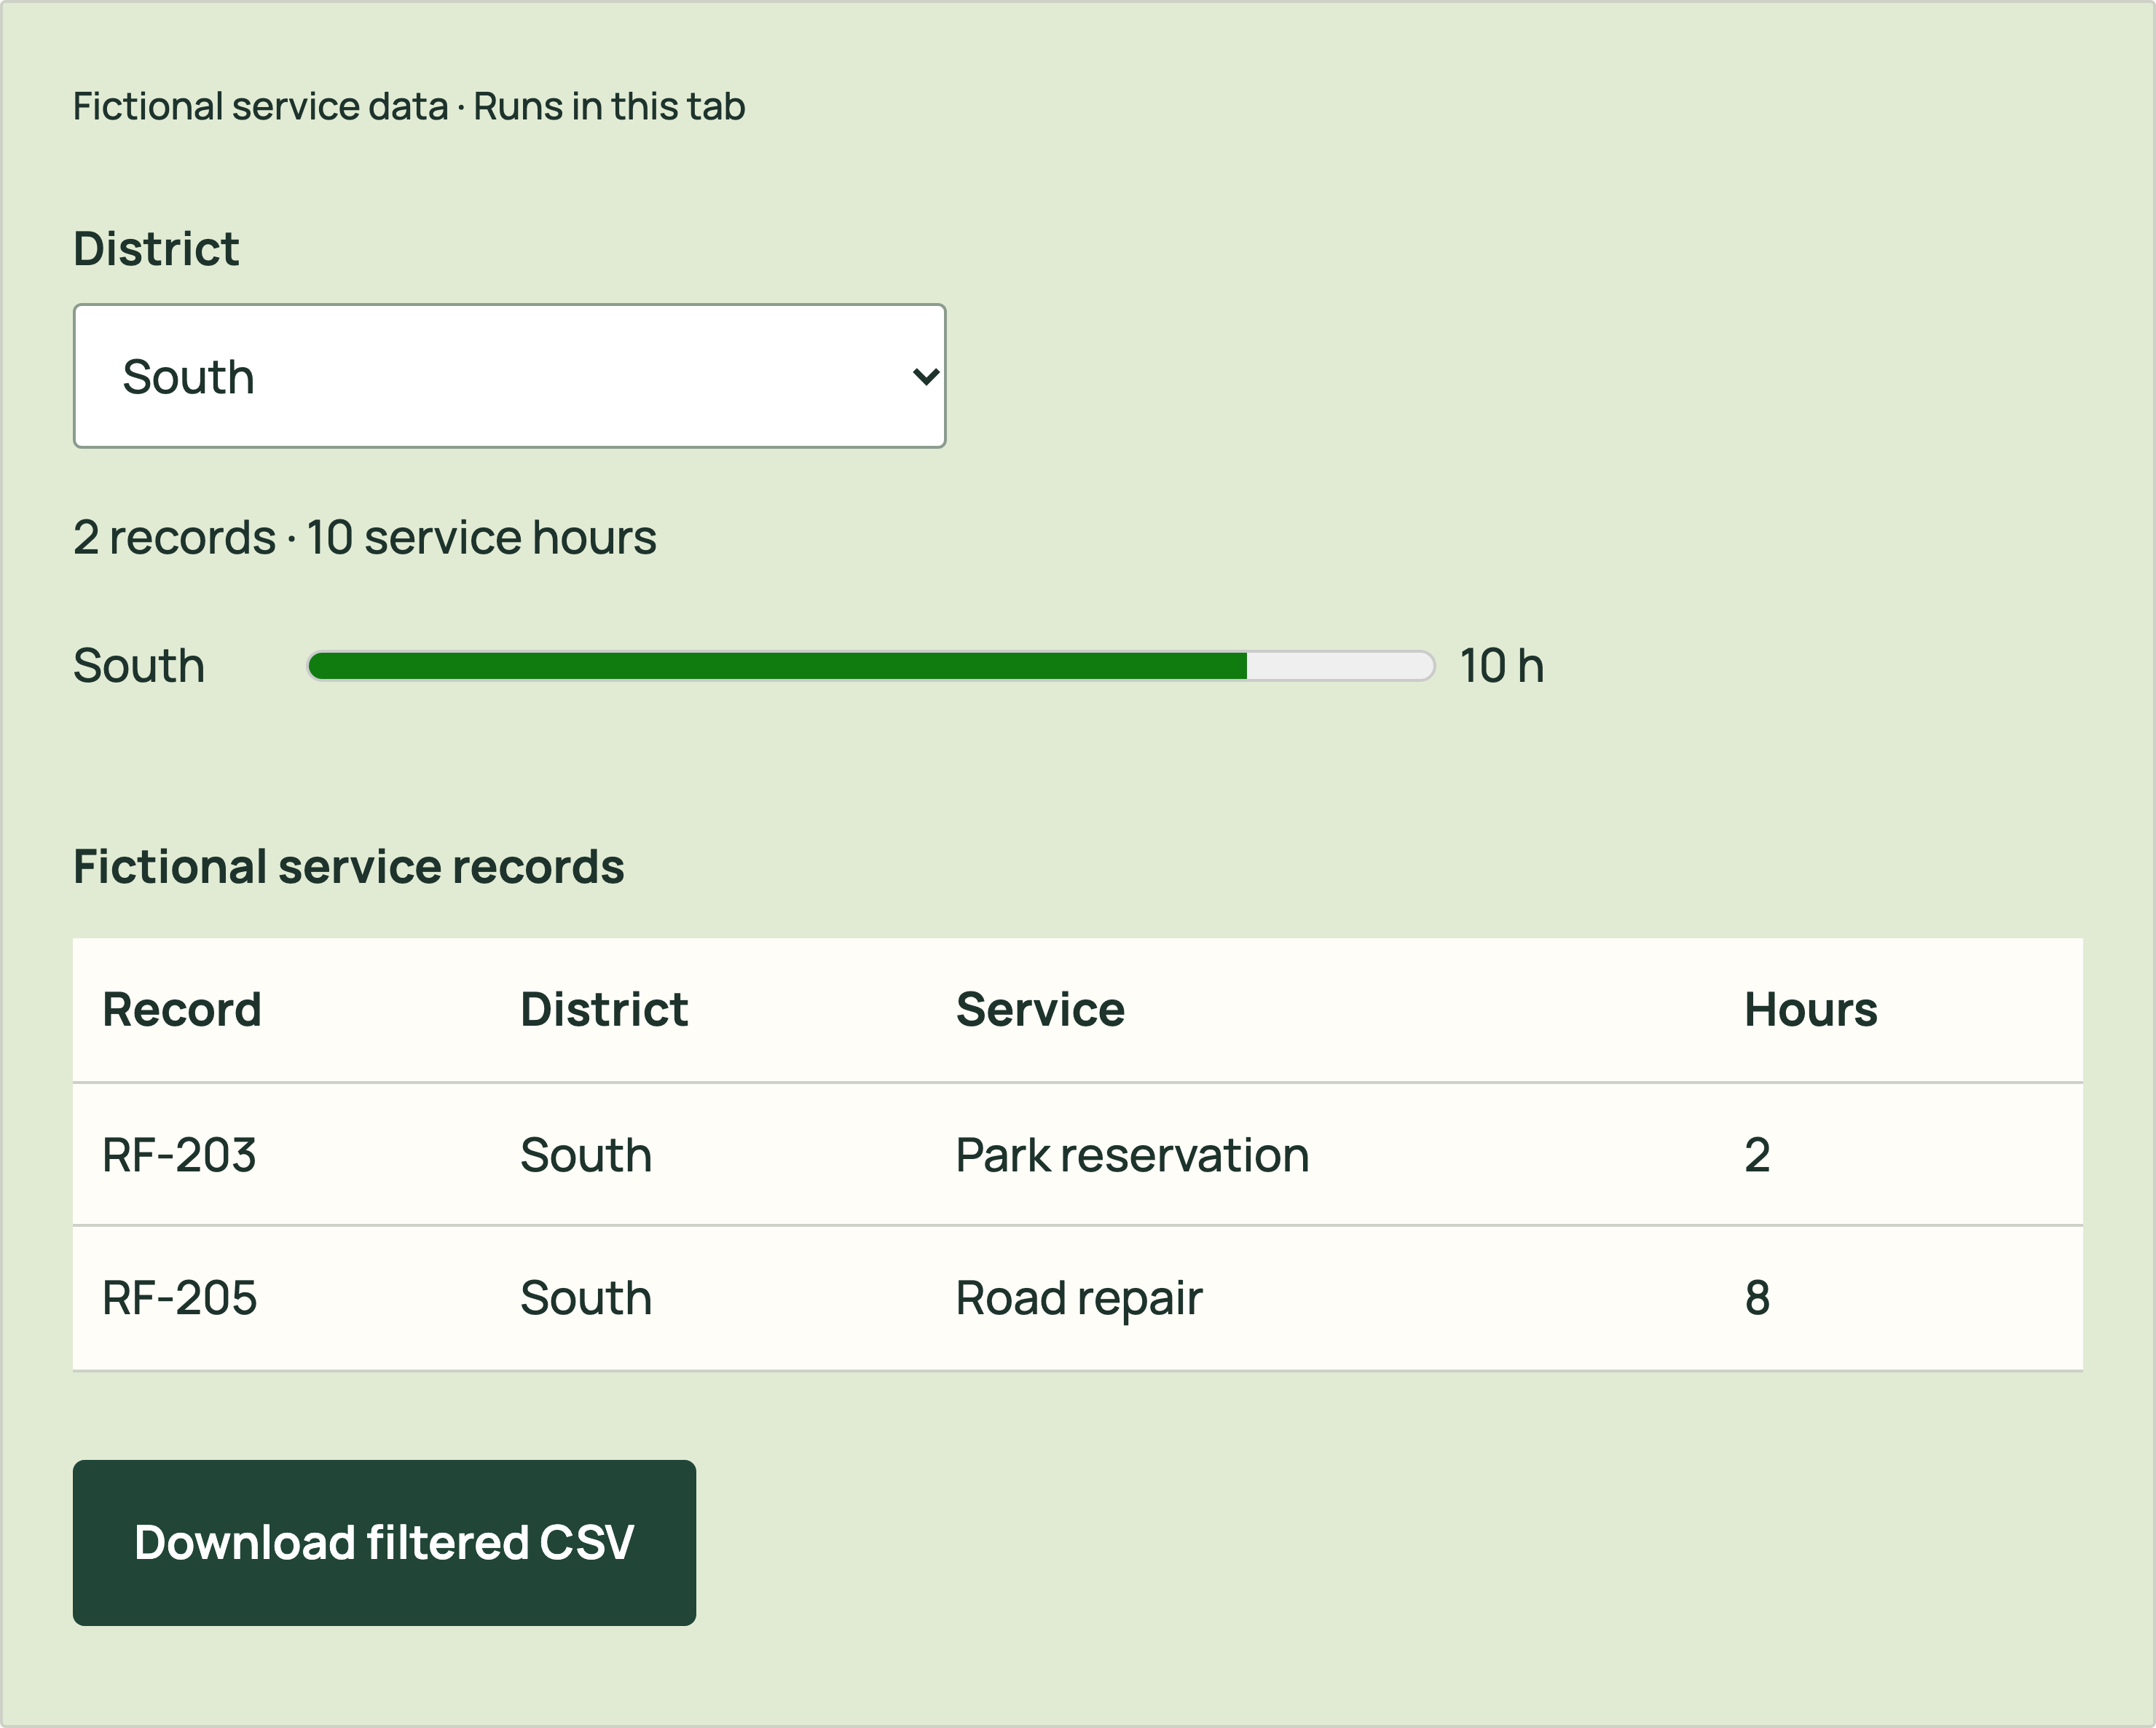 Fictional service data · Runs in this tab
District
South
2 records · 10 service hours
South 10 h
Fictional service records
Record District Service Hours
RF-203 South Park reservation 2
RF-205 South Road repair 8
Download filtered CSV